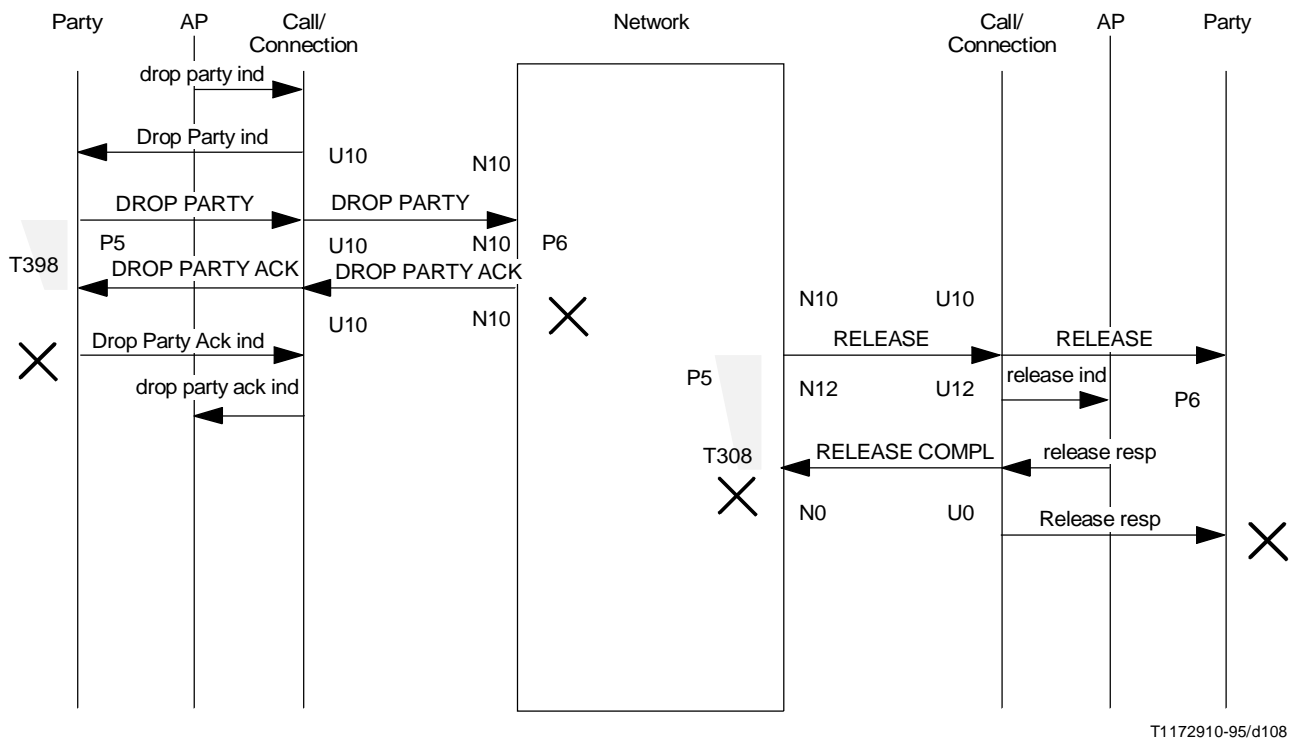 Party AP Call/ Network Call/ AP Party
Connection Connection
drop party ind
Drop Party ind
U10 N10
DROP PARTY DROP PARTY
P5 U10 N10 P6
T398 DROP PARTY ACK DROP PARTY ACK
N10 U10
U10 N10
Drop Party Ack ind RELEASE RELEASE
P5 N12 U12 release ind
drop party ack ind P6
T308 RELEASE COMPL release resp
N0 U0 Release resp
T1172910-95/d108